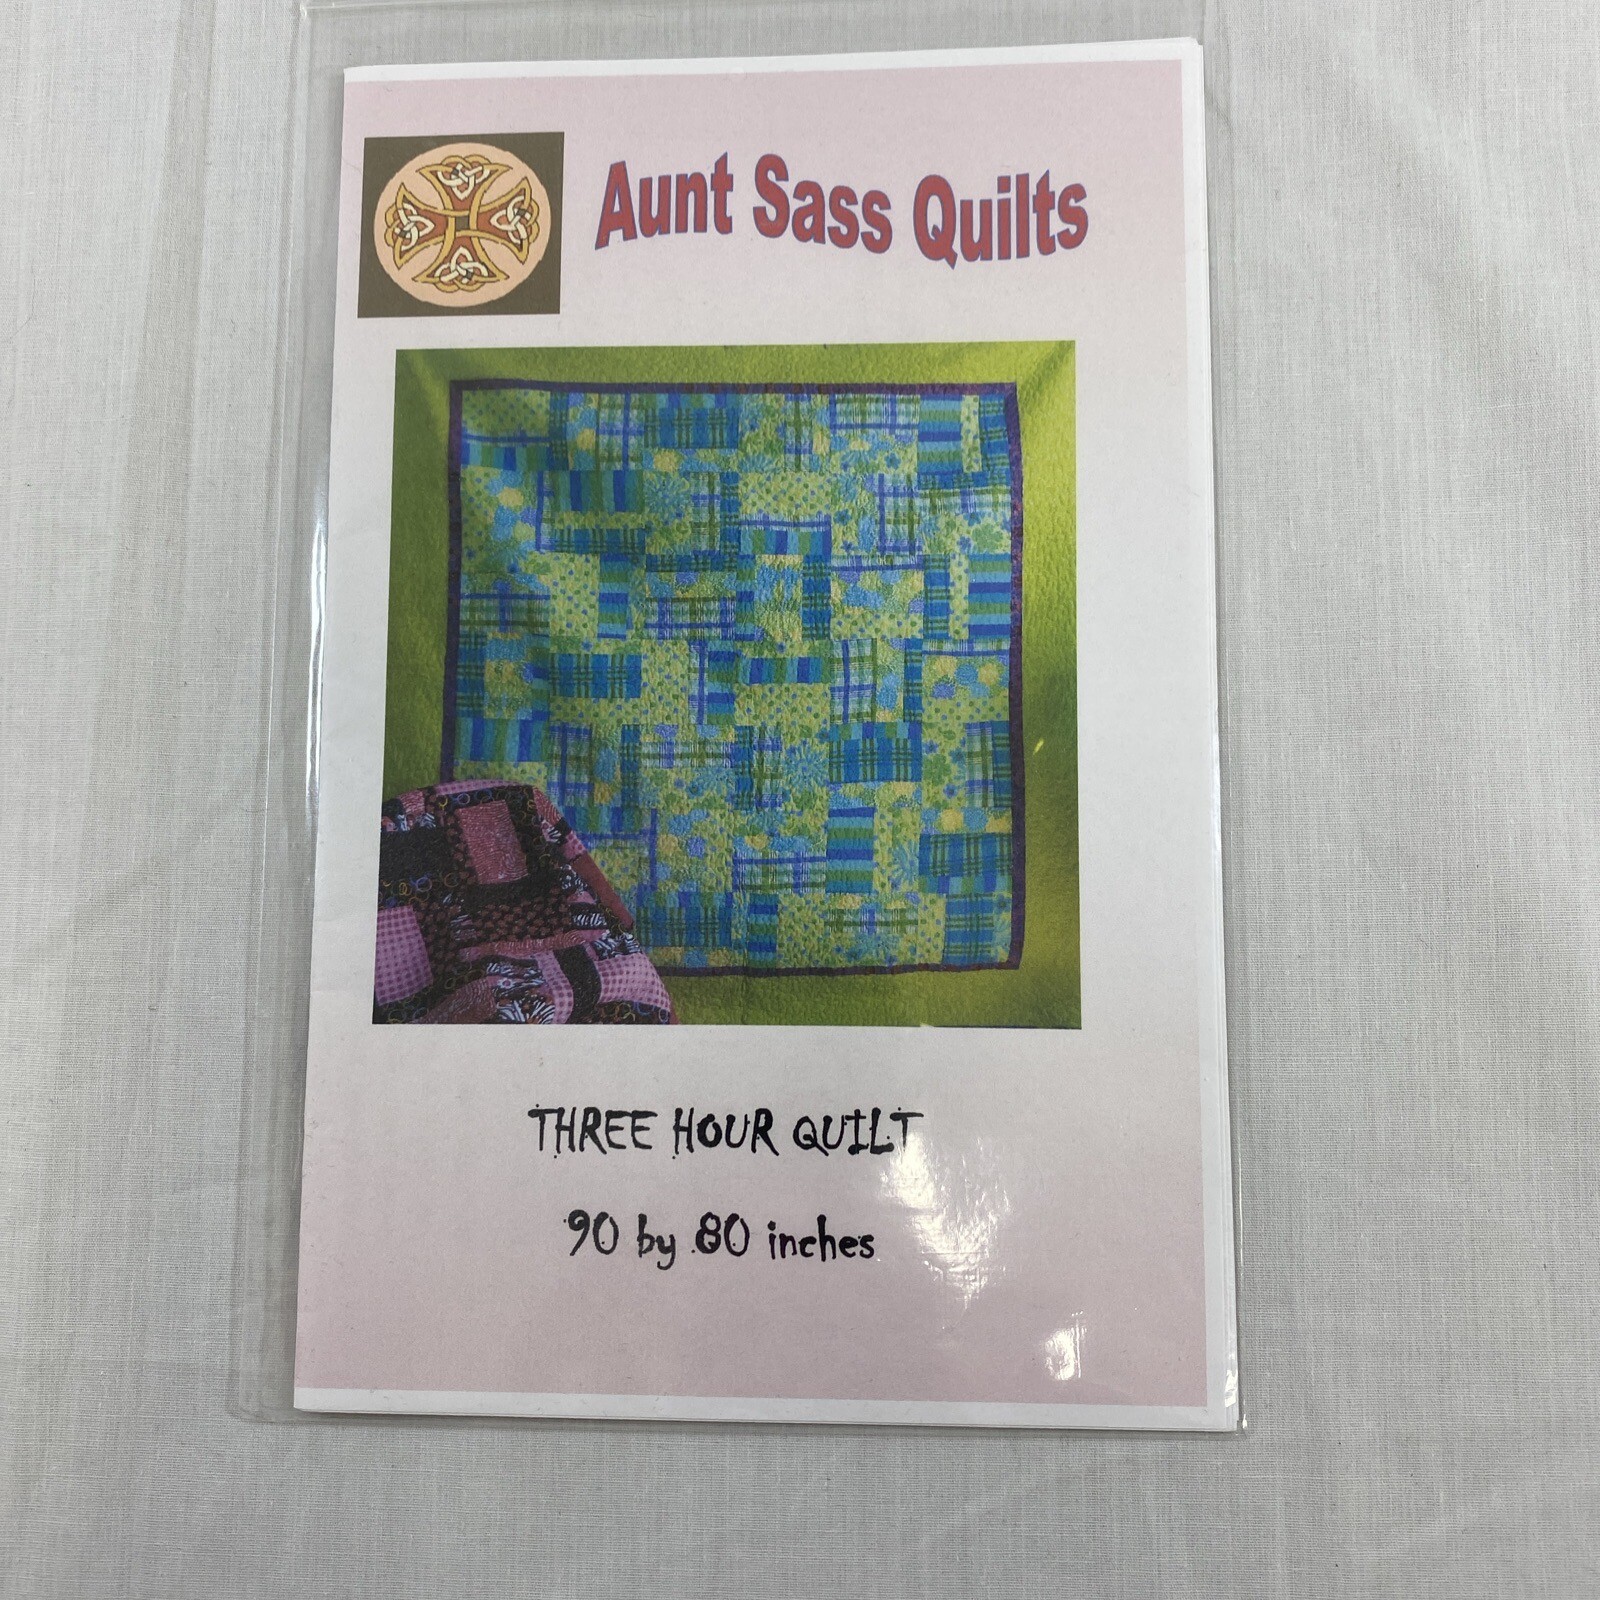 Aunt Sass Quilts
THREE HOUR QUILT
90 by 80 inches